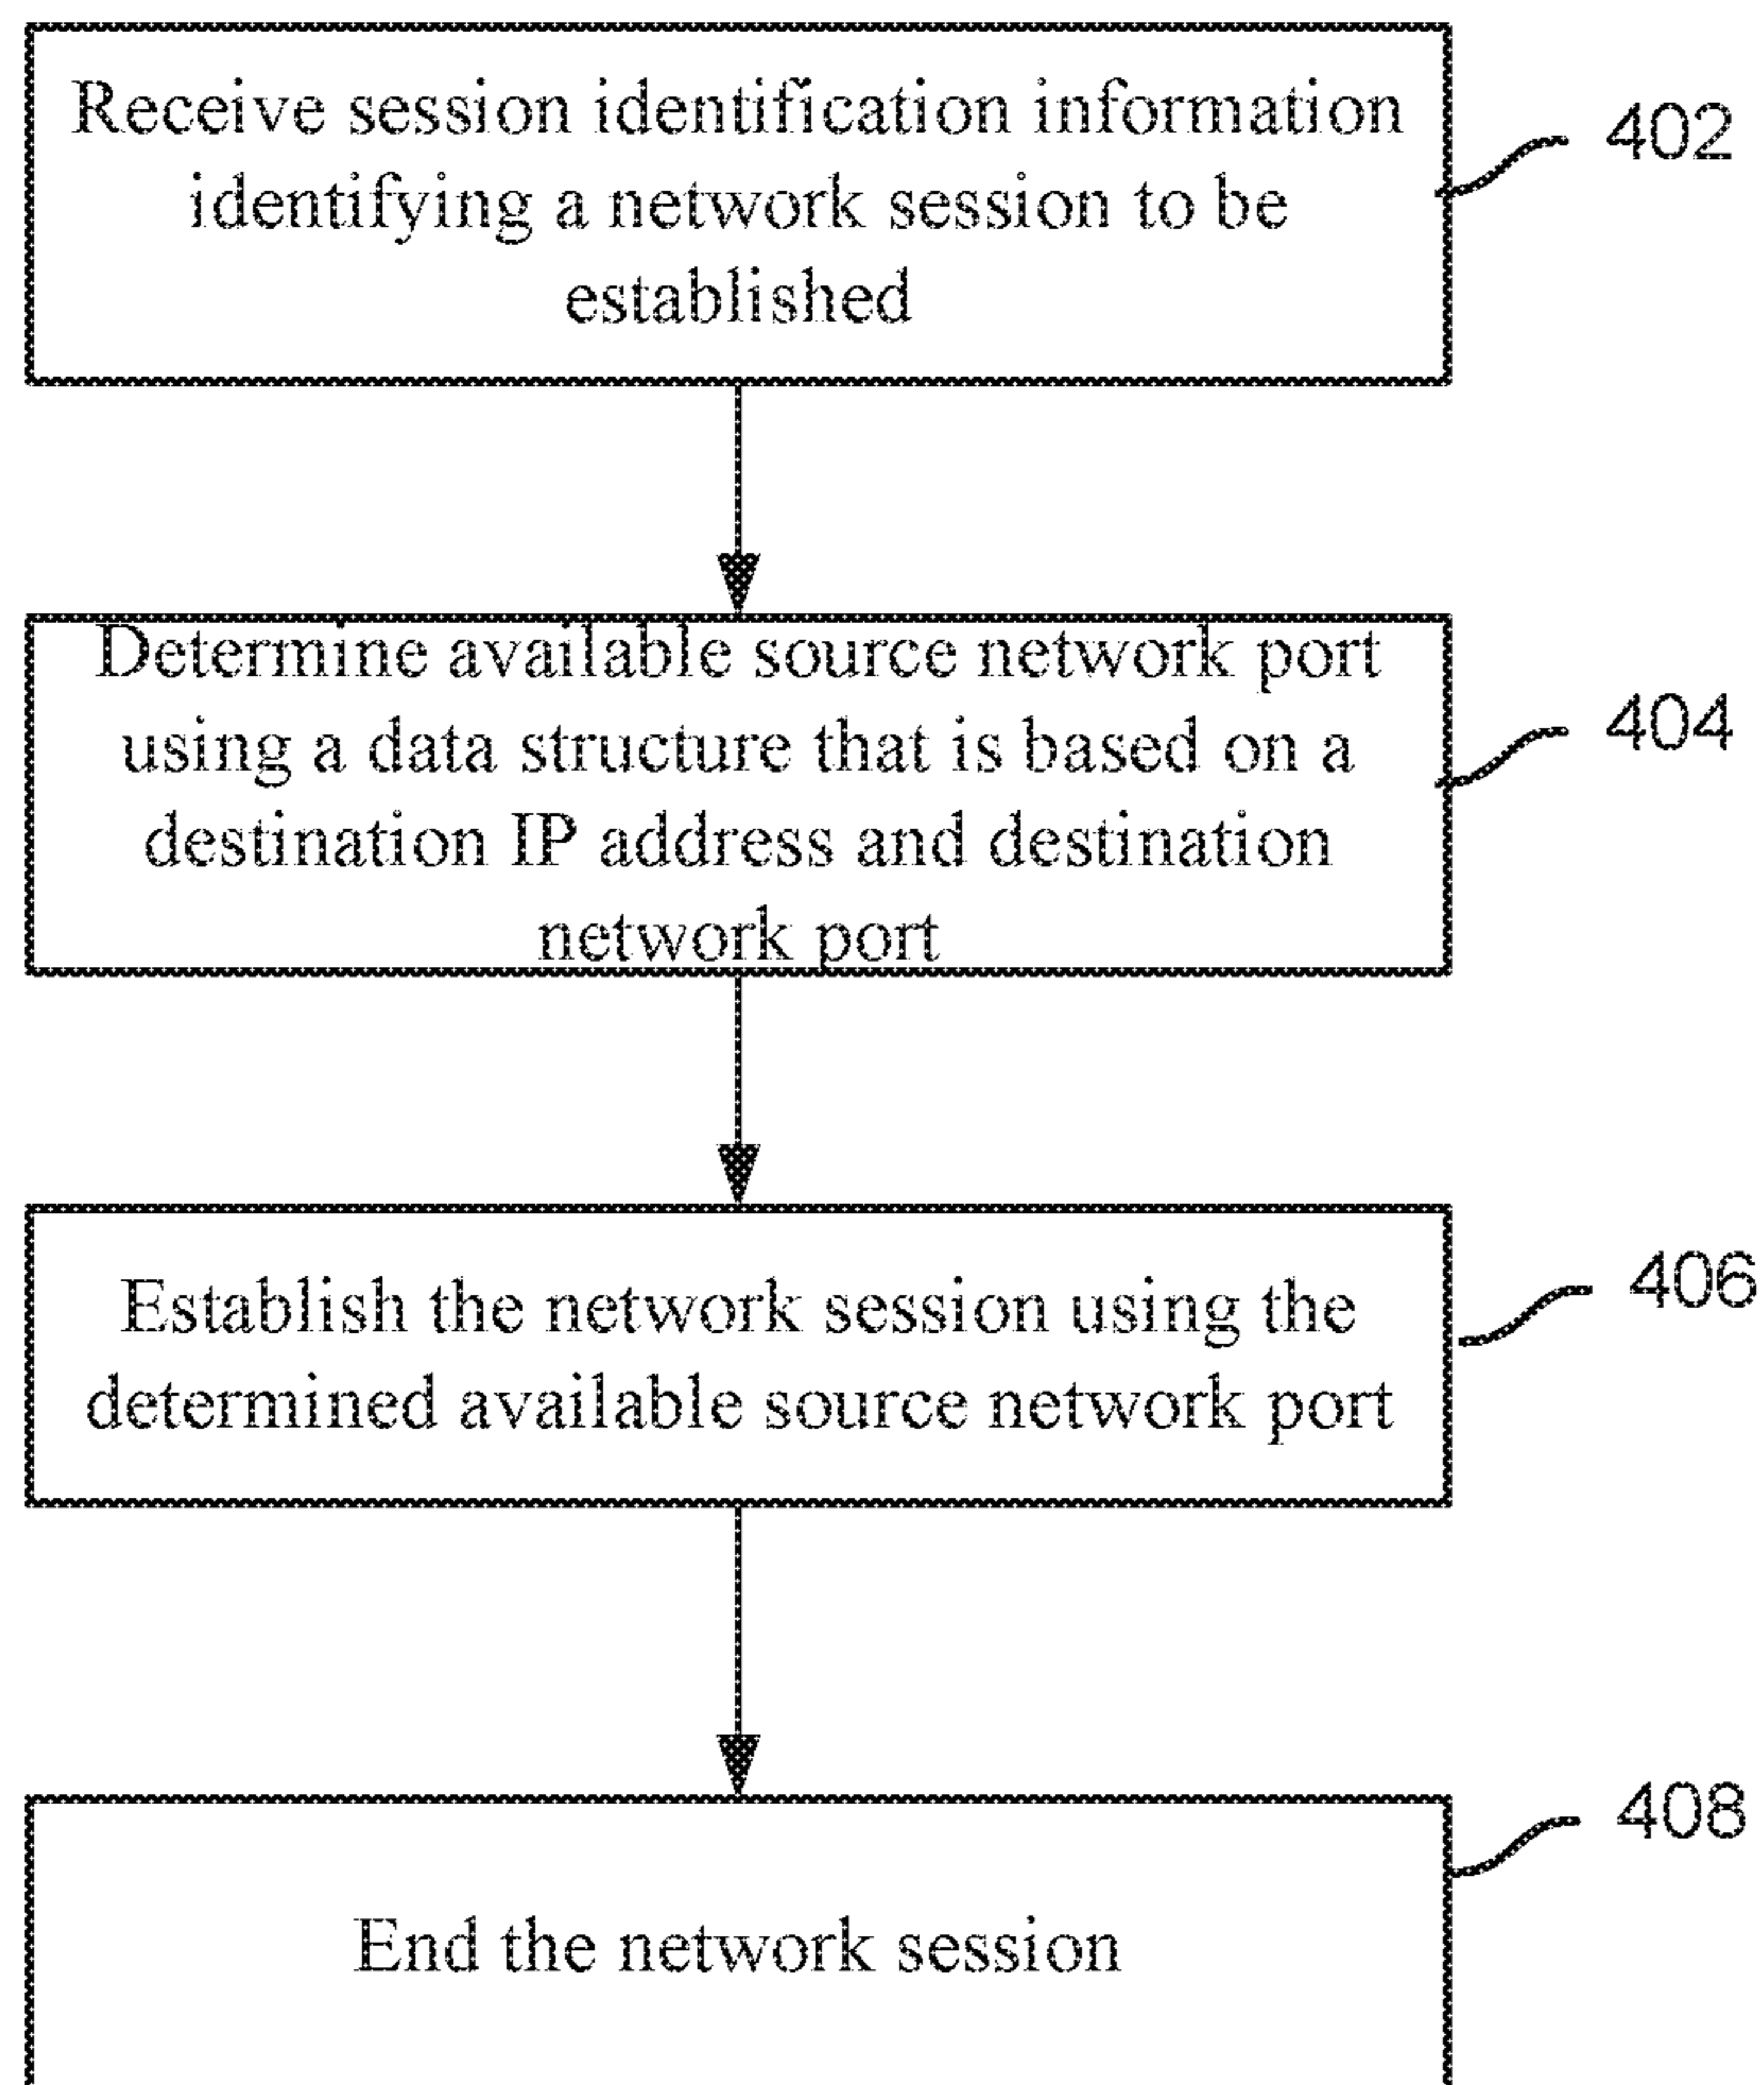 Receive session identification information
identifying a network session to be
established
402
Determine available source network port
using a data structure that is based on a
destination IP address and destination
network port
404
Establish the network session using the
determined available source network port
406
End the network session
408